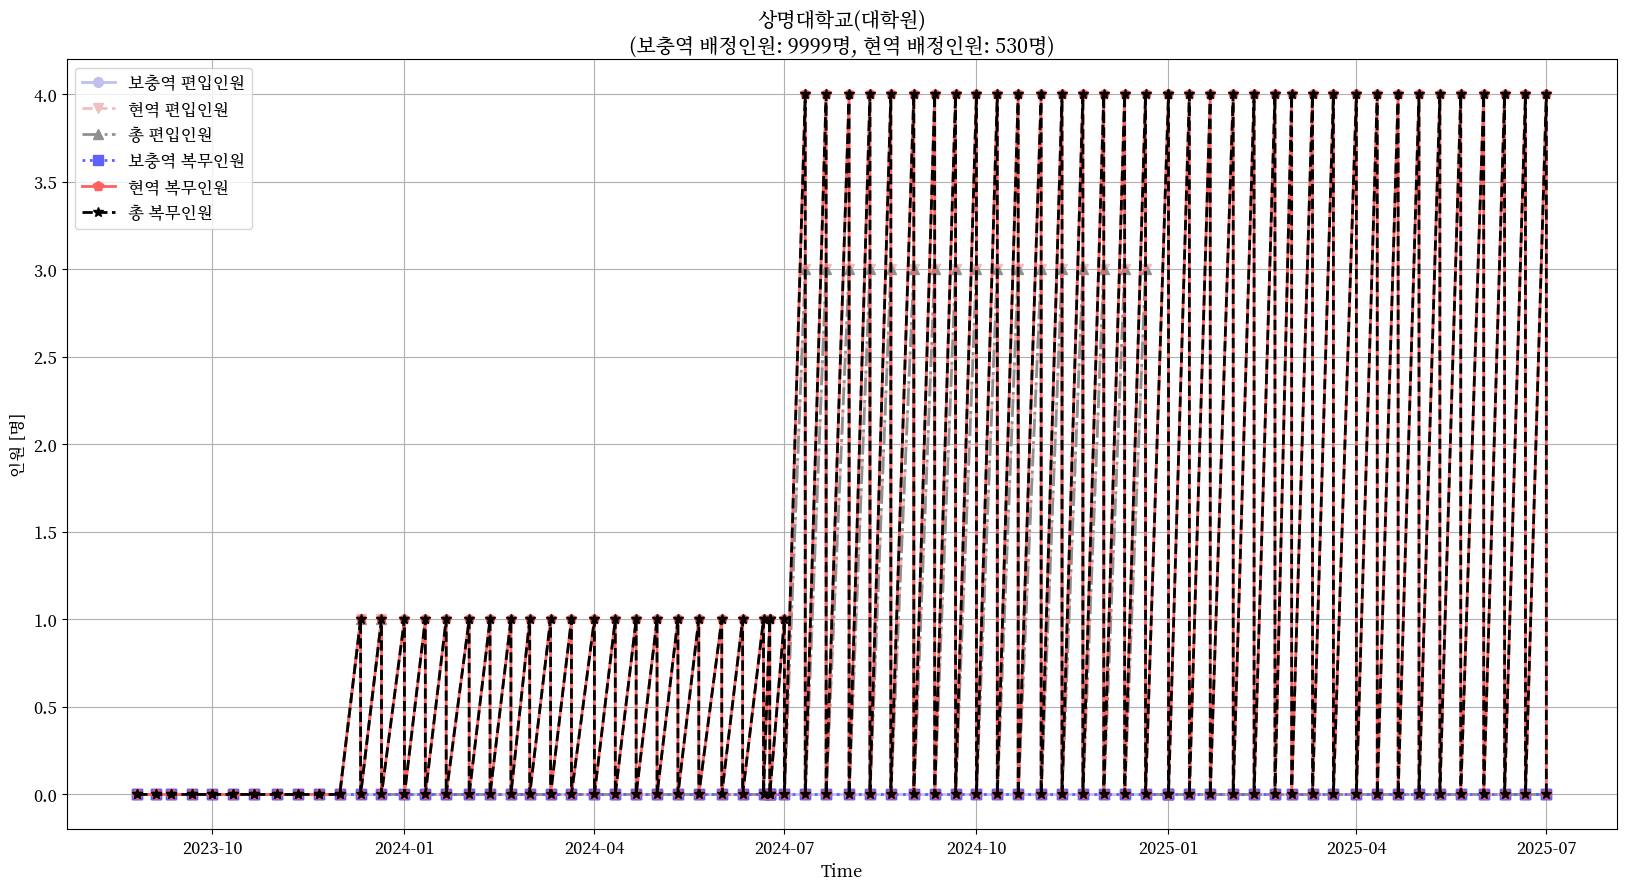 상명대학교(대학원)
(보충역 배정인원: 9999명, 현역 배정인원: 530명)
보충역 편입인원
현역 편입인원
총 편입인원
보충역 복무인원
현역 복무인원
총 복무인원
4.0
3.5
3.0
2.5
2.0
1.5
1.0
0.5
0.0
인원 [명]
2023-10
2024-01
2024-04
2024-07
2024-10
2025-01
2025-04
2025-07
Time